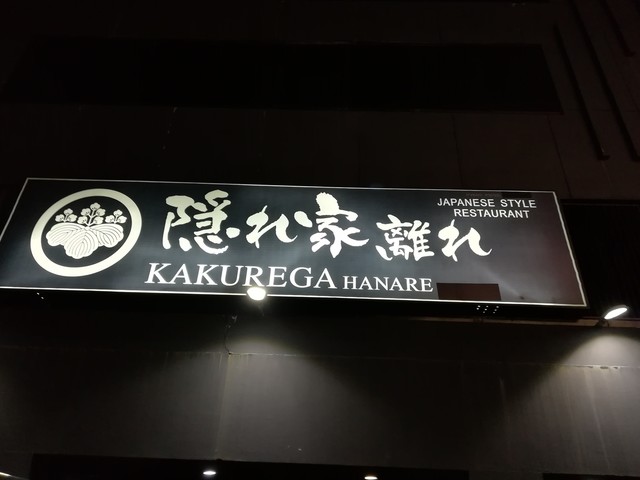 隠れ家 離れ
KAKUREGA HANARE
JAPANESE STYLE
RESTAURANT